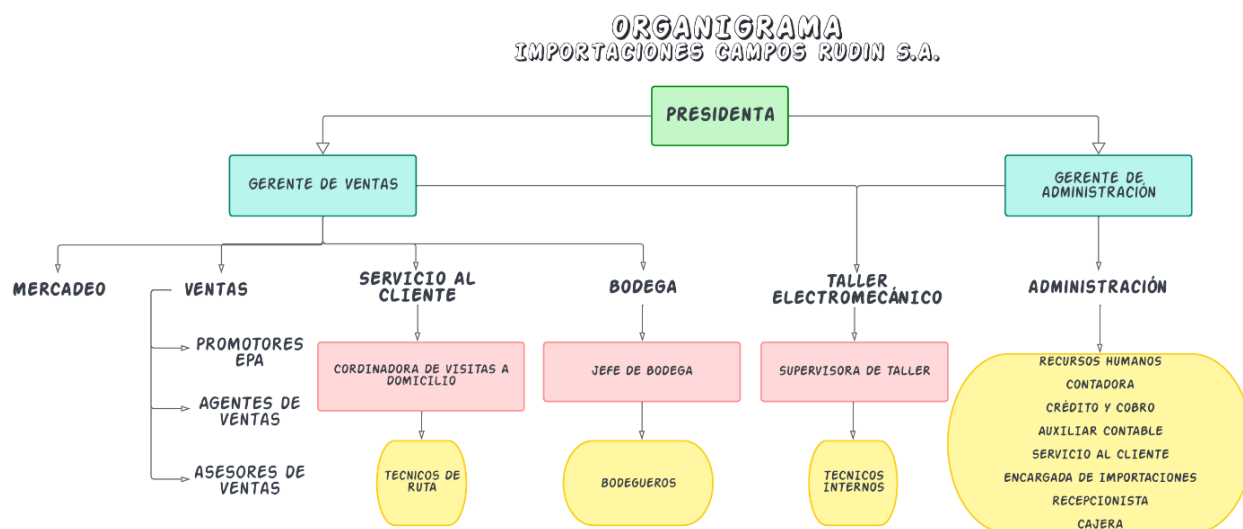 ORGANIGRAMA
IMPORTACIONES CAMPOS RUDIN S.A.
PRESIDENTA
GERENTE DE VENTAS
GERENTE DE
ADMINISTRACIÓN
MERCADEO
VENTAS
SERVICIO AL
CLIENTE
BODEGA
TALLER
ELECTROMECÁNICO
ADMINISTRACIÓN
PROMOTORES
EPA
AGENTES DE
VENTAS
ASESORES DE
VENTAS
CORDINADORA DE VISITAS A
DOMICILIO
JEFE DE BODEGA
SUPERVISORA DE TALLER
TECNICOS DE
RUTA
BODEGUEROS
TECNICOS
INTERNOS
RECURSOS HUMANOS
CONTADORA
CRÉDITO Y COBRO
AUXILIAR CONTABLE
SERVICIO AL CLIENTE
ENCARGADA DE IMPORTACIONES
RECEPCIONISTA
CAJERA